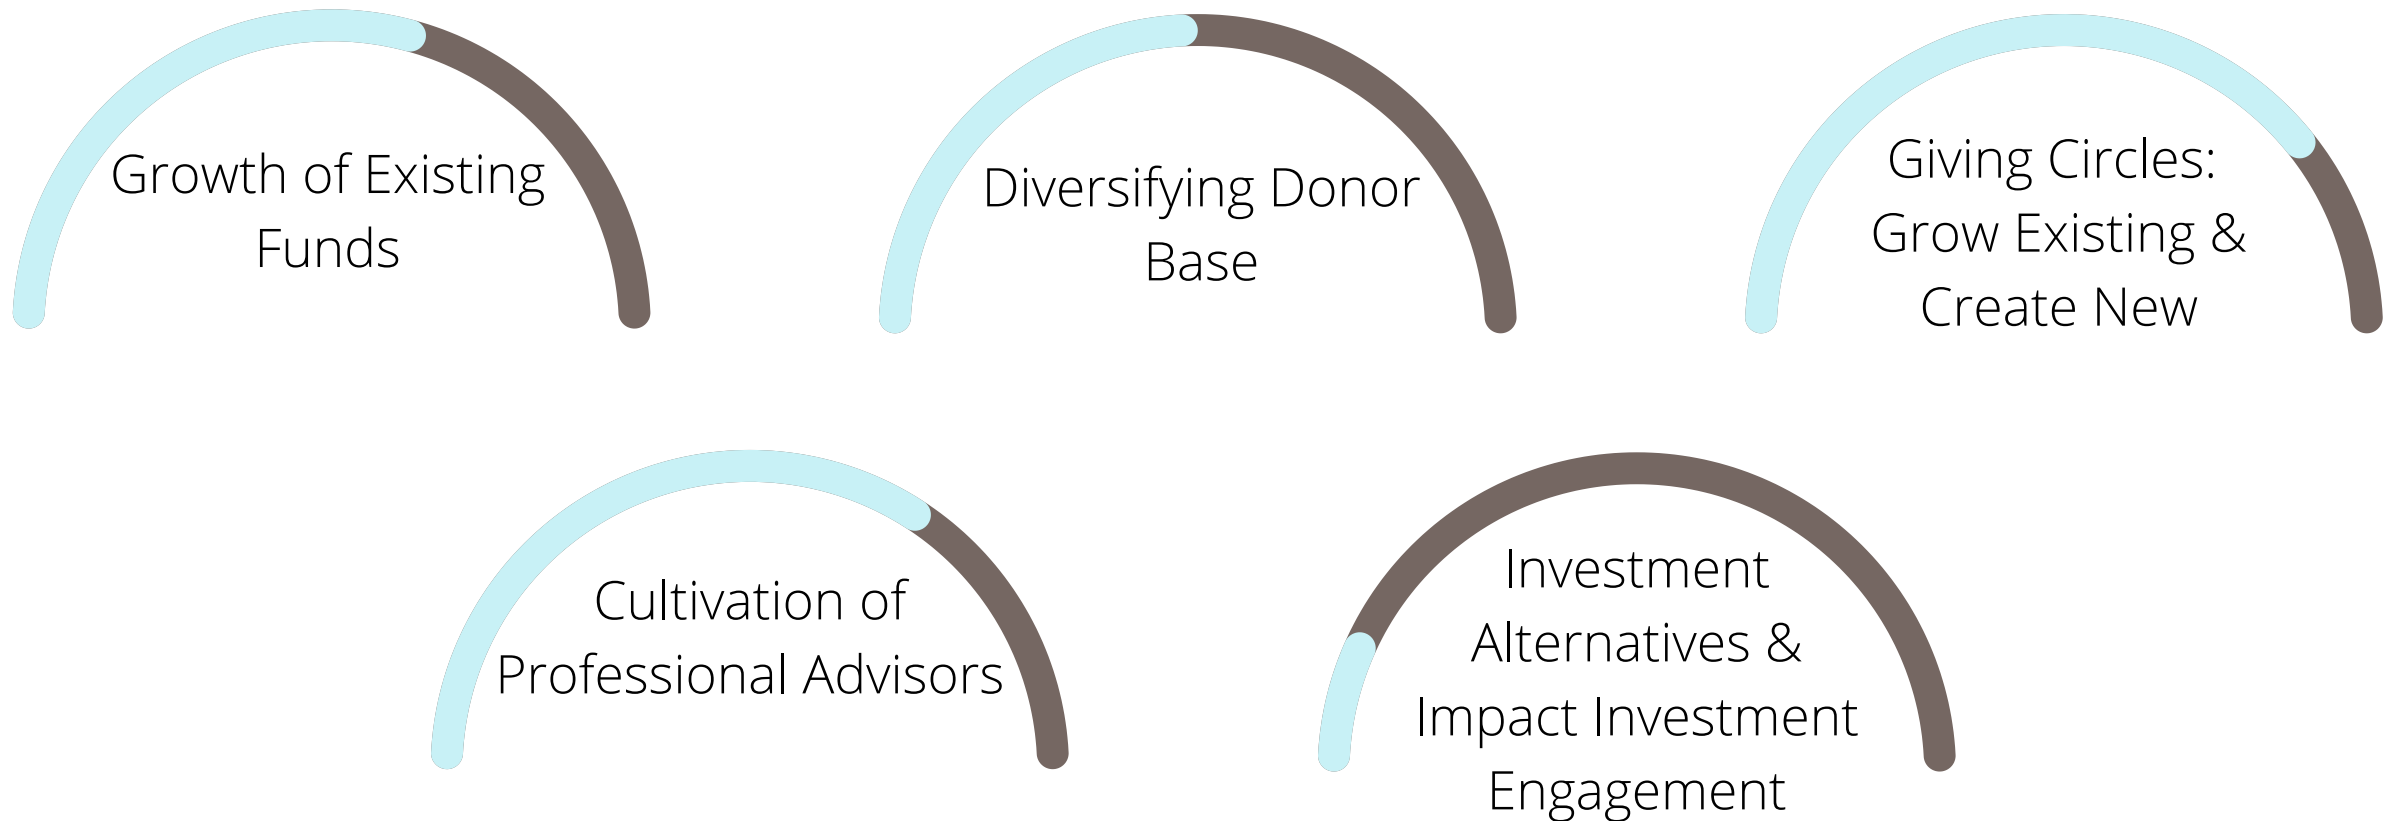 Growth of Existing
Funds
Diversifying Donor
Base
Giving Circles:
Grow Existing &
Create New
Cultivation of
Professional Advisors
Investment
Alternatives &
Impact Investment
Engagement